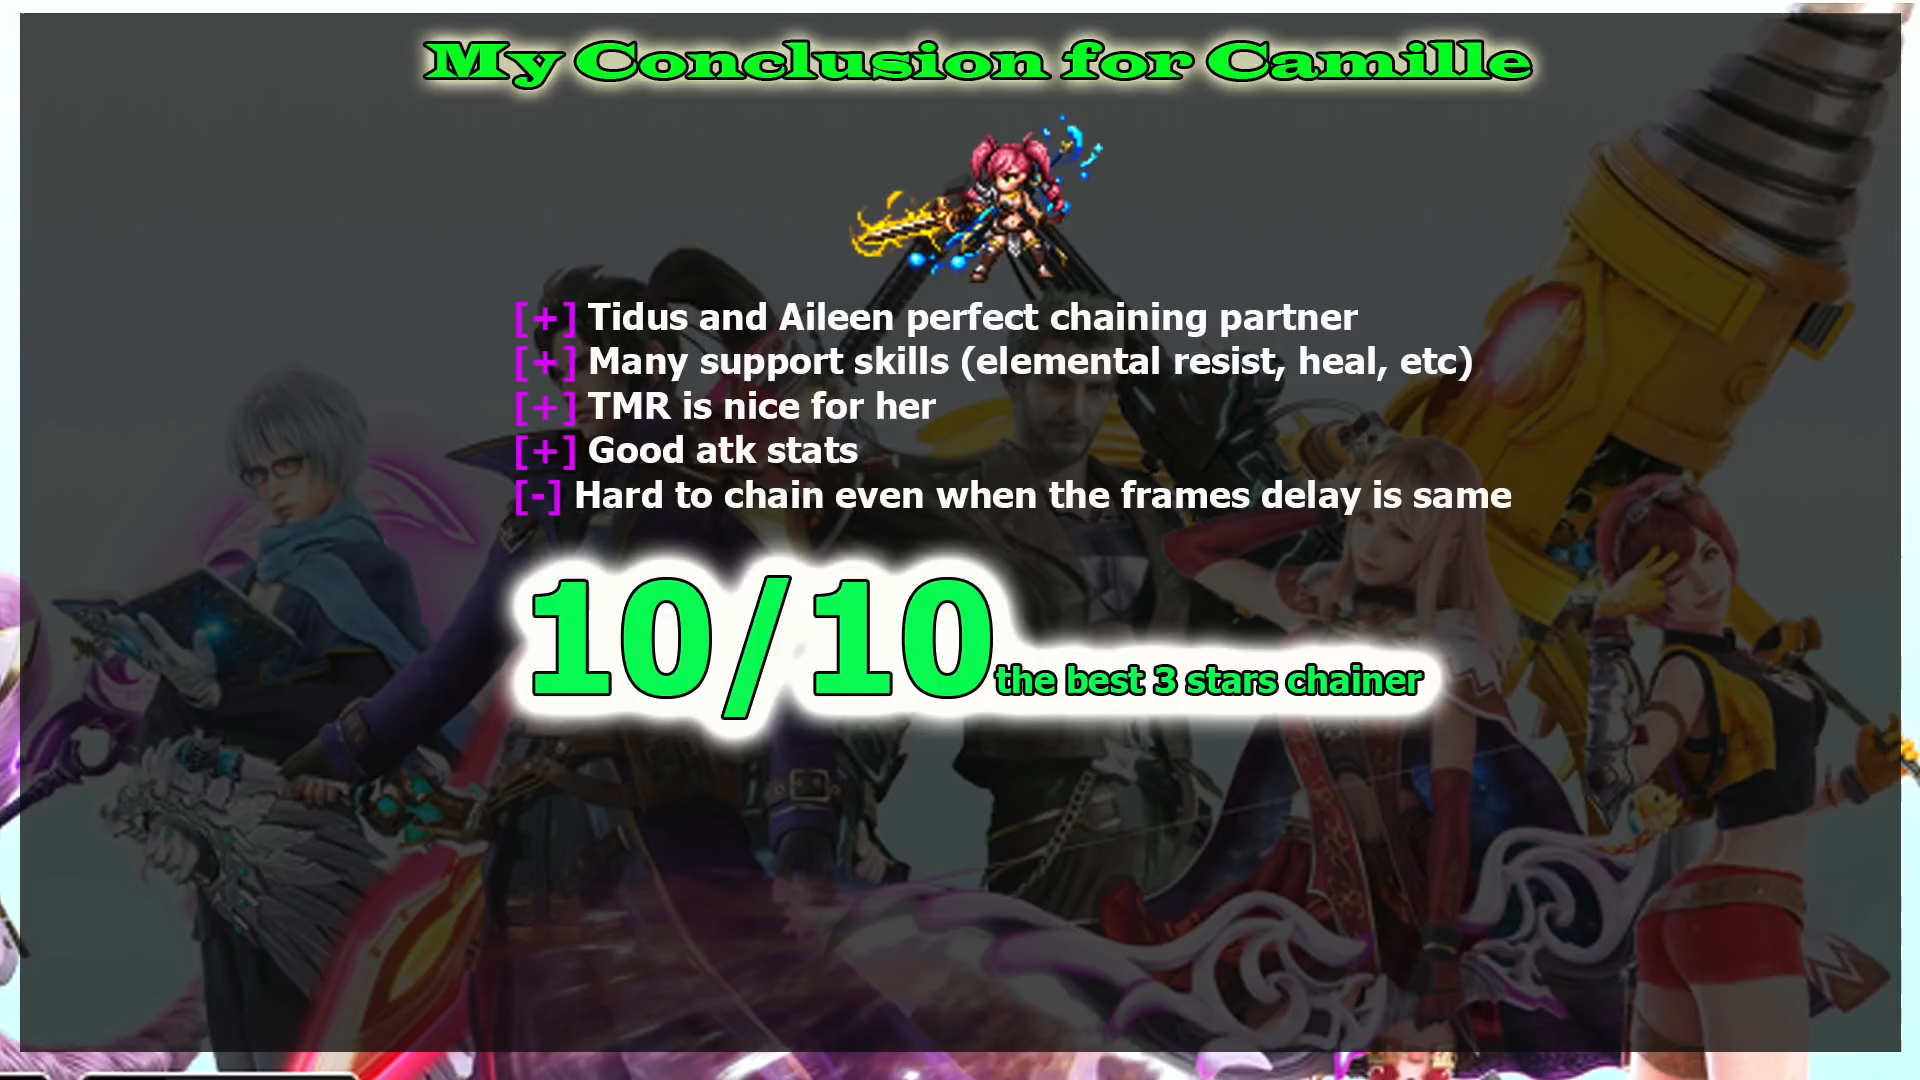 My Conclusion for Camille
[+] Tidus and Aileen perfect chaining partner
[+] Many support skills (elemental resist, heal, etc)
[+] TMR is nice for her
[+] Good atk stats
[-] Hard to chain even when the frames delay is same
10/10 the best 3 stars chainer